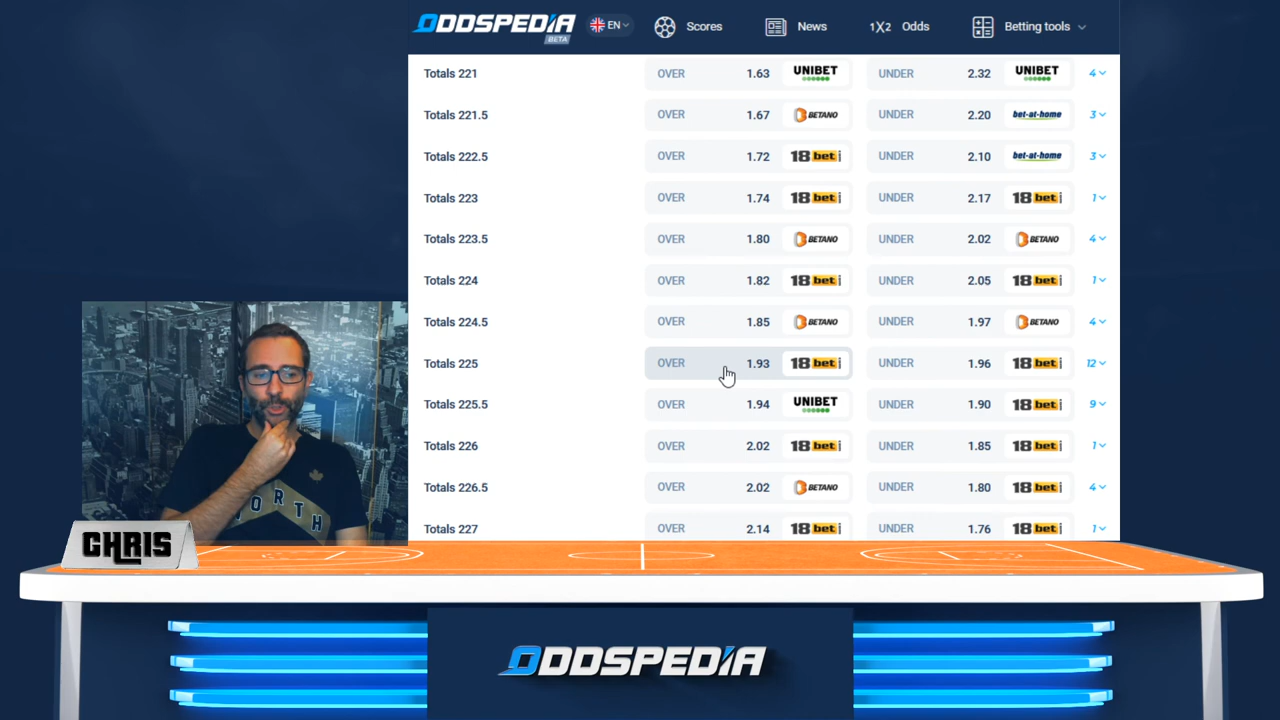 ODDSPEDIA
BETA
EN
Scores
News
1X2 Odds
Betting tools
Totals 221 OVER 1.63 UNIBET UNDER 2.32 UNIBET 4
Totals 221.5 OVER 1.67 BETANO UNDER 2.20 bet-at-home 3
Totals 222.5 OVER 1.72 18bet UNDER 2.10 bet-at-home 3
Totals 223 OVER 1.74 18bet UNDER 2.17 18bet 1
Totals 223.5 OVER 1.80 BETANO UNDER 2.02 BETANO 4
Totals 224 OVER 1.82 18bet UNDER 2.05 18bet 1
Totals 224.5 OVER 1.85 BETANO UNDER 1.97 BETANO 4
Totals 225 OVER 1.93 18bet UNDER 1.96 18bet 12
Totals 225.5 OVER 1.94 UNIBET UNDER 1.90 18bet 9
Totals 226 OVER 2.02 18bet UNDER 1.85 18bet 1
Totals 226.5 OVER 2.02 BETANO UNDER 1.80 18bet 4
Totals 227 OVER 2.14 18bet UNDER 1.76 18bet 1
NORTH
CHRIS
ODDSPEDIA